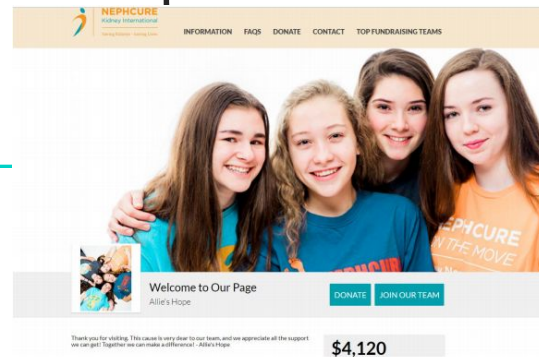 NEPHCURE
Kidney International
INFORMATION FAQS DONATE CONTACT TOP FUNDRAISING TEAMS
NEPHCURE
EPHCURE
N THE MOVE
Welcome to Our Page
Allie's Hope
DONATE JOIN OUR TEAM
Thank you for visiting. This cause is very dear to our team, and we appreciate all the support
we can get! Together we can make a difference! - Allie's Hope
$4,120